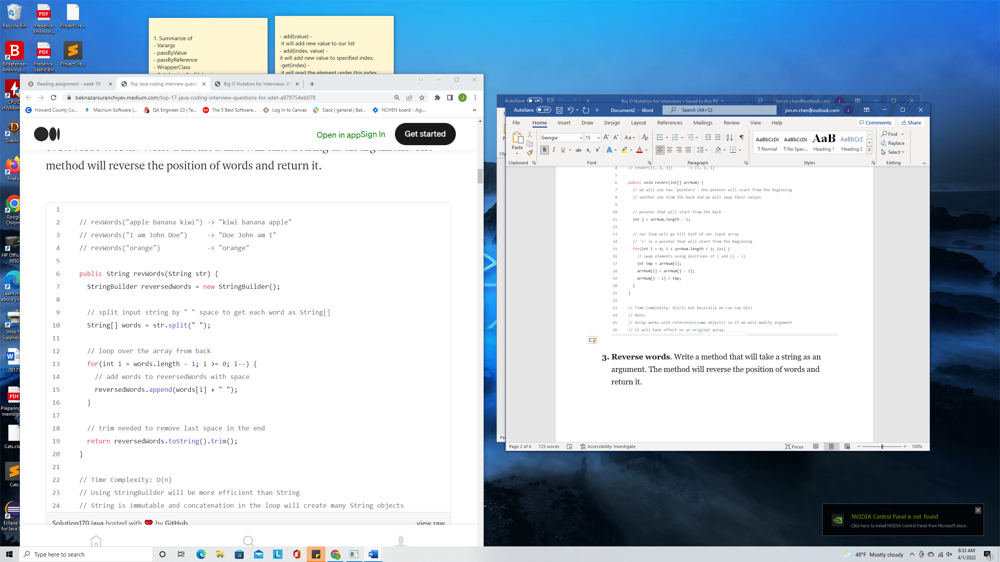 Recycle Bin
Frederick Endosco...
ProjectCre...
Bitdefender Antivirus ...
Frederick Gastro bill
ProjectCre...
CPUID
HWMon
Diablo
Firefo
Googl
Chrom
HP Offic
6950
Learn m
about yo
Shop f
Supplies
0917
Preparing
memogr
Cats.cla
Cats
Eclipse I
for Java D
1. Summarize of
- Varargs
- passByValue
- passByReference
- WrapperClass
- add(value) -
it will add new value to our list
- add(index, value) -
it will add new value to specified index.
-get(index) -
it will read the element under this index
Reading assignment - week 10
Top Java coding interview questi
Big O Notation for Interviews. W
beknazarsuranchiyev.medium.com/top-17-java-coding-interview-questions-for-sdet-a978754eb078
J
Howard County Co...
Macrium Software |...
QA Engineer 23 | Te...
The 5 Best Software...
Log In to Canvas
Slack | general | Bat...
NCHEN board - Agi...
»
Open in app
Sign In
Get started
method will reverse the position of words and return it.
1
2 // revWords("apple banana kiwi") -> "kiwi banana apple"
3 // revWords("I am John Doe") -> "Doe John am I"
4 // revWords("orange") -> "orange"
5
6 public String revWords(String str) {
7 StringBuilder reversedWords = new StringBuilder();
8
9 // split input string by " " space to get each word as String[]
10 String[] words = str.split(" ");
11
12 // loop over the array from back
13 for(int i = words.length - 1; i >= 0; i--) {
14 // add words to reversedWords with space
15 reversedWords.append(words[i] + " ");
16 }
17
18 // trim needed to remove last space in the end
19 return reversedWords.toString().trim();
20 }
21
22 // Time Complexity: O(n)
23 // Using StringBuilder will be more efficient than String
24 // String is immutable and concatenation in the loop will create many String objects
Solution170.java hosted with ❤ by GitHub
view raw
AutoSave Off
Big O Notation for Interviews • Saved to this PC
jim.m.chen@outlook.com J
AutoSave Off
Document2 - Word
Search (Alt+Q)
jim.m.chen@outlook.com J
File Home Insert Draw Design Layout References Mailings Review View Help
Comments Share
Paste
Georgia 15
AaBbCcDc AaBbCcDc AaB AaBbCcD
¶ Normal ¶ No Spac... Heading 1 Heading 2
Find
Replace
Select
Clipboard Font Paragraph Styles Editing
4 // revArr({1, 2, 3}) -> {3, 2, 1}
5
6 public void revArr(int[] arrNum) {
7 // we will use two 'pointers'. One pointer will start from the beginning
8 // another one from the back and we will swap their values
9
10 // pointer that will start from the back
11 int j = arrNum.length - 1;
12
13 // our loop will go till half of our input array
14 // 'i' is a pointer that will start from the beginning
15 for(int i = 0; i < arrNum.length / 2; i++) {
16 // swap elements using positions of i and (j - i)
17 int tmp = arrNum[i];
18 arrNum[i] = arrNum[j - i];
19 arrNum[j - i] = tmp;
20 }
21 }
22
23 // Time Complexity: O(n/2) but basically we can say O(n)
24 // Note:
25 // Array works with references(same objects) so if we will modify argument
26 // it will have effect on an original array.
3. Reverse words. Write a method that will take a string as an
argument. The method will reverse the position of words and
return it.
Page 2 of 6 725 words Accessibility: Investigate
Focus
100%
NVIDIA Control Panel is not found
Click here to install NVIDIA Control Panel from Microsoft store.
Type here to search
48°F Mostly cloudy
8:33 AM
4/1/2022